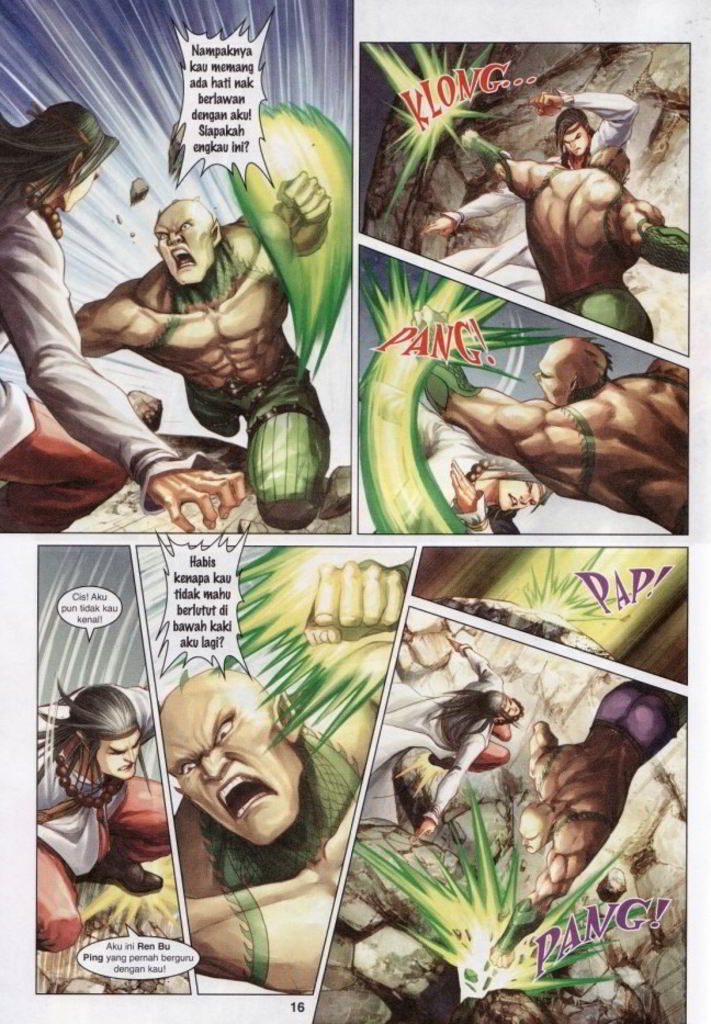 Nampaknya
kau memang
ada hati nak
berlawan
dengan aku!
Siapakah
engkau ini?
KLONG...
PANG!
Cis! Aku
pun tidak kau
kenal!
Aku ini Ren Bu
Ping yang pernah berguru
dengan kau!
Habis
kenapa kau
tidak mahu
berlutut di
bawah kaki
aku lagi?
PAP!
PANG!
16